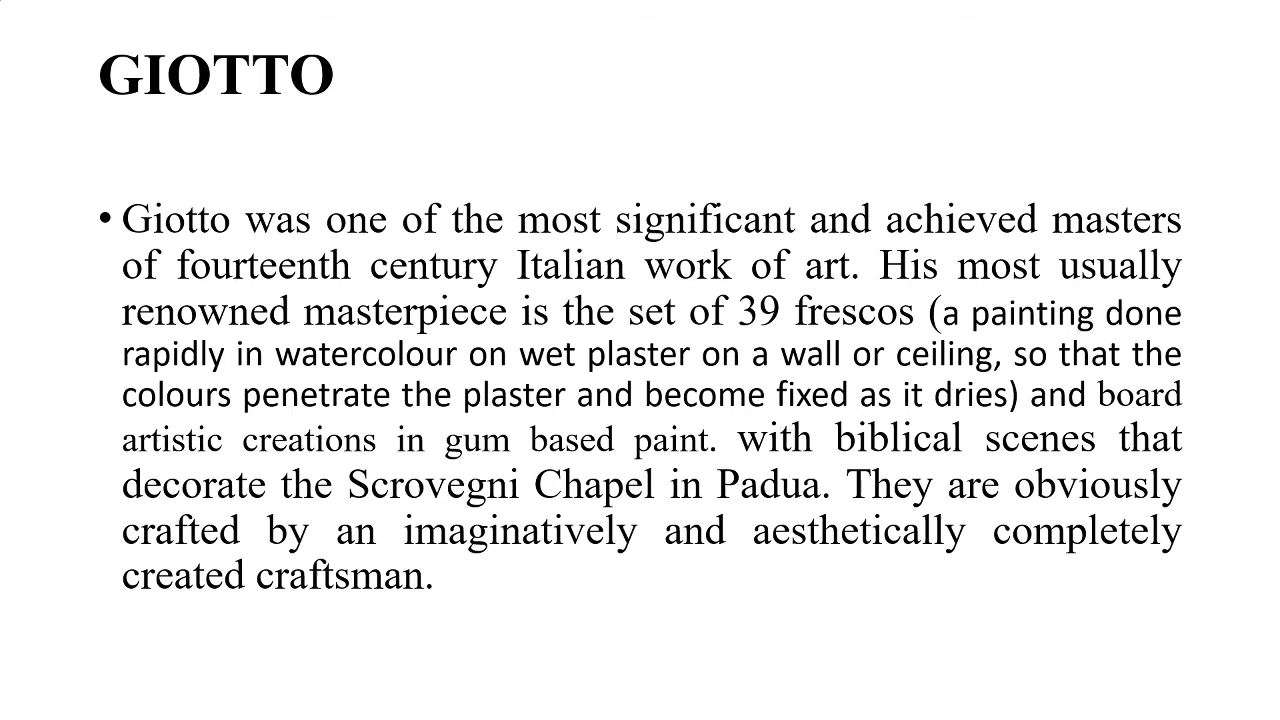 GIOTTO
• Giotto was one of the most significant and achieved masters
of fourteenth century Italian work of art. His most usually
renowned masterpiece is the set of 39 frescos (a painting done
rapidly in watercolour on wet plaster on a wall or ceiling, so that the
colours penetrate the plaster and become fixed as it dries) and board
artistic creations in gum based paint. with biblical scenes that
decorate the Scrovegni Chapel in Padua. They are obviously
crafted by an imaginatively and aesthetically completely
created craftsman.